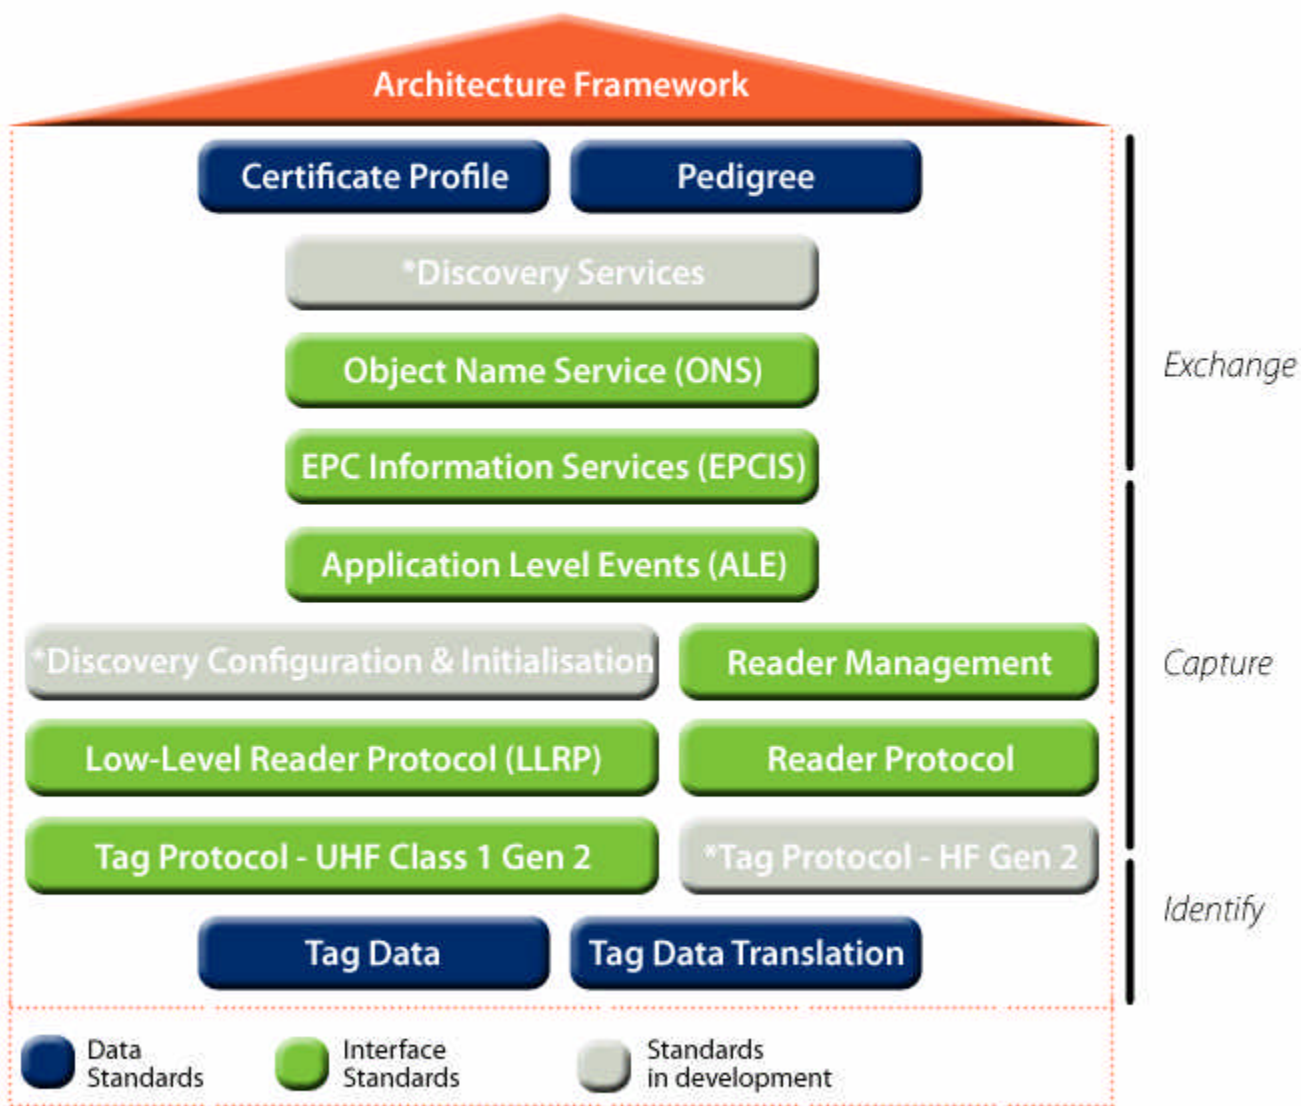 Architecture Framework
Certificate Profile
Pedigree
*Discovery Services
Object Name Service (ONS)
Exchange
EPC Information Services (EPCIS)
Application Level Events (ALE)
*Discovery Configuration & Initialisation
Reader Management
Capture
Low-Level Reader Protocol (LLRP)
Reader Protocol
Tag Protocol - UHF Class 1 Gen 2
*Tag Protocol - HF Gen 2
Identify
Tag Data
Tag Data Translation
Data
Standards
Interface
Standards
Standards
in development